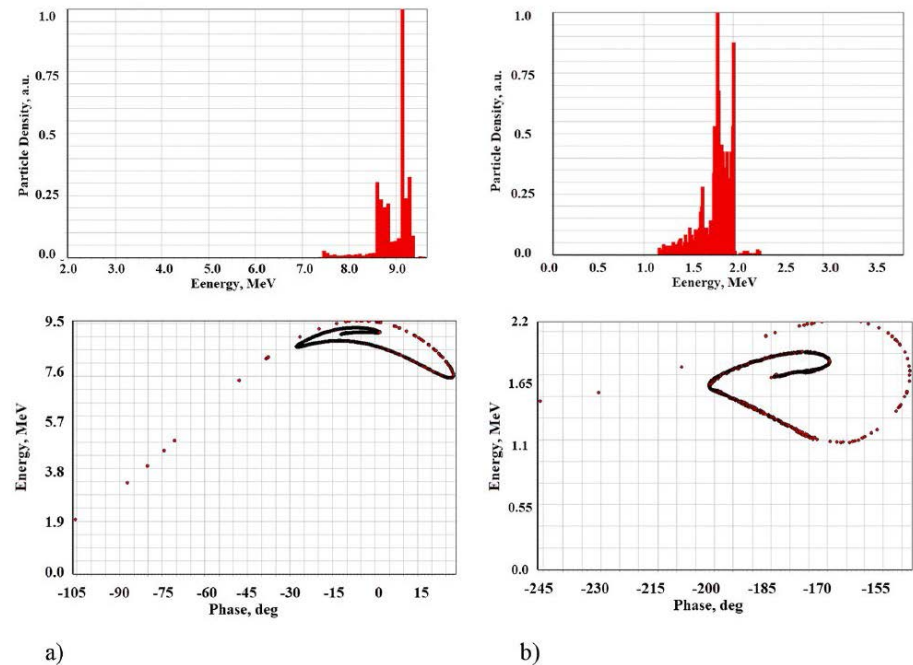 Particle Density, a.u.
1.0
0.75
0.5
0.25
0.0
2.0 3.0 4.0 5.0 6.0 7.0 8.0 9.0
Eenergy, MeV
Particle Density, a.u.
1.0
0.75
0.5
0.25
0.0
0.0 0.5 1.0 1.5 2.0 2.5 3.0 3.5
Eenergy, MeV
Energy, MeV
9.5
7.6
5.7
3.8
1.9
0.0
-105 -90 -75 -60 -45 -30 -15 0 15
Phase, deg
Energy, MeV
2.2
1.65
1.1
0.55
0.0
-245 -230 -215 -200 -185 -170 -155
Phase, deg
a)
b)